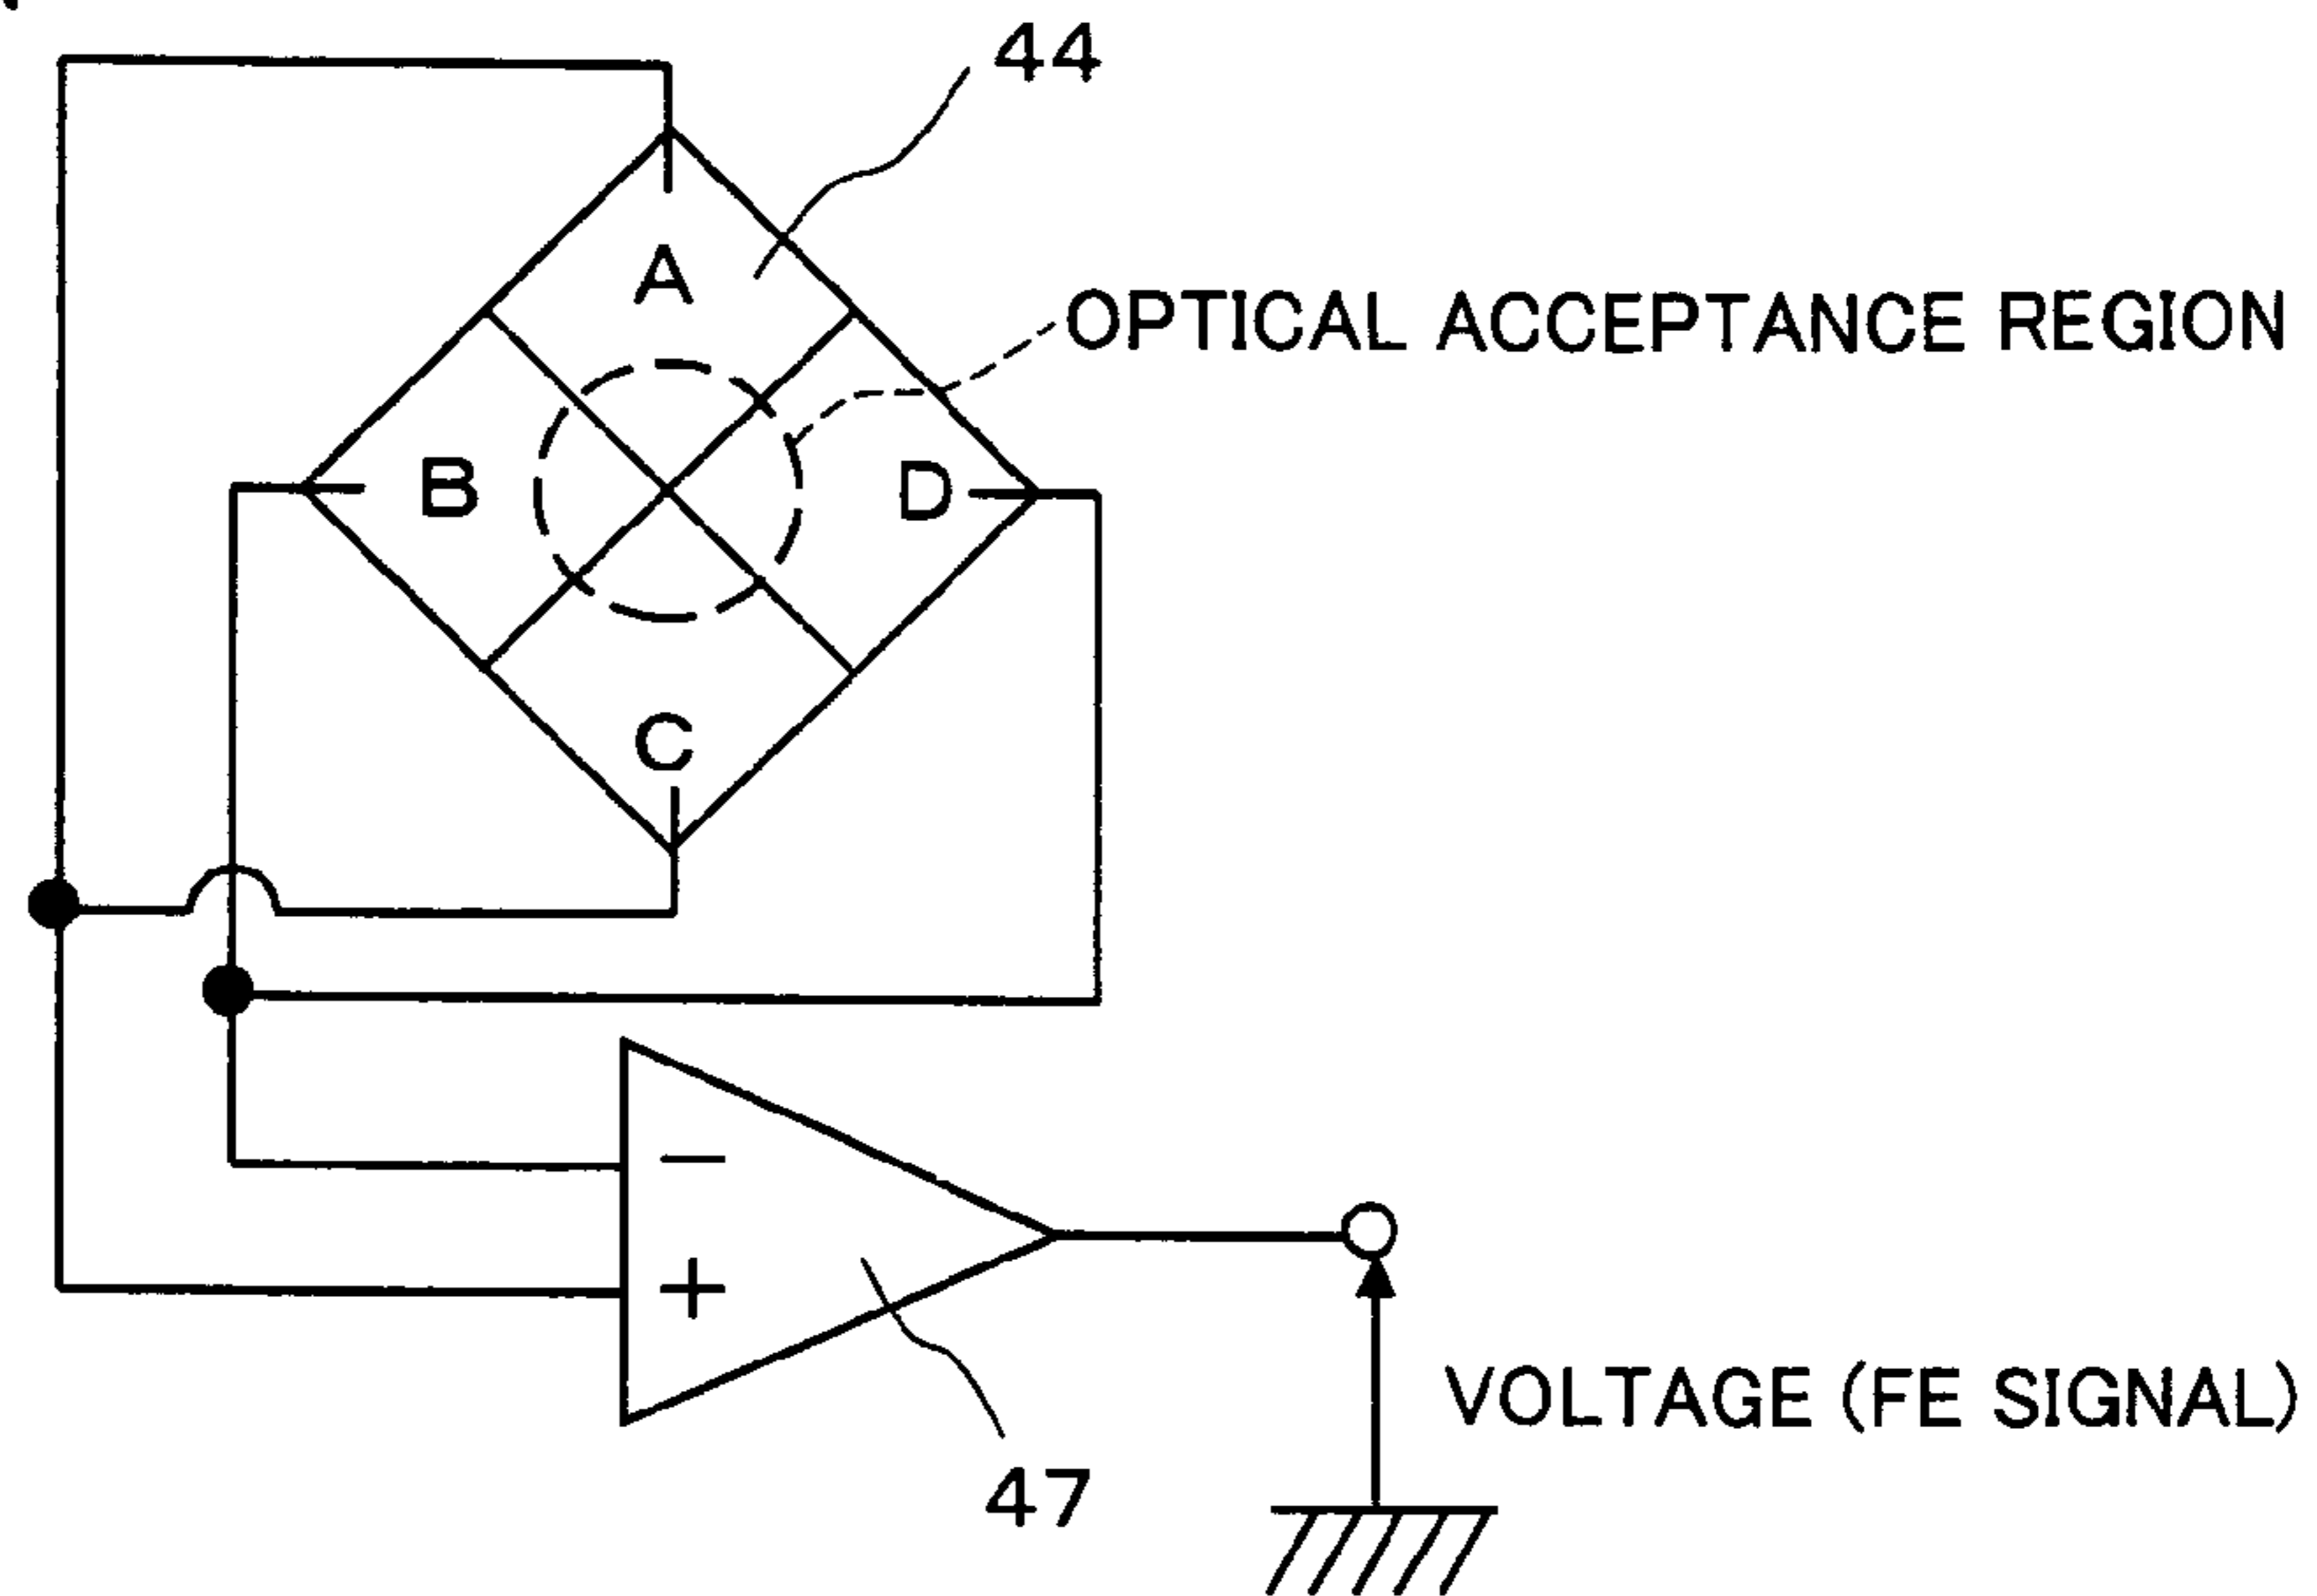 44
A
OPTICAL ACCEPTANCE REGION
B
D
C
−
+
VOLTAGE (FE SIGNAL)
47